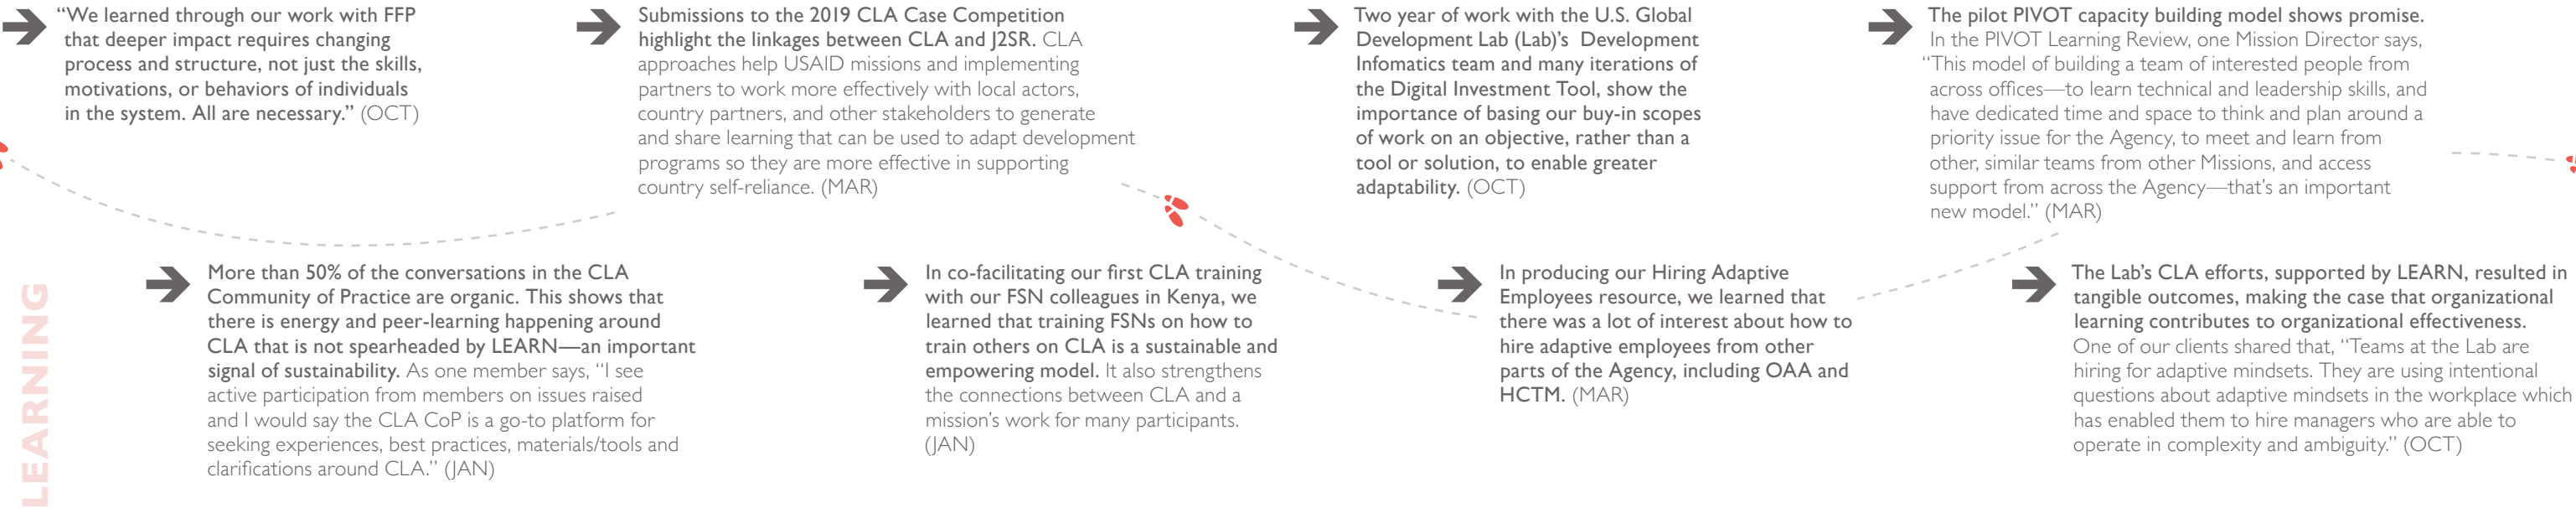 “We learned through our work with FFP
that deeper impact requires changing
process and structure, not just the skills,
motivations, or behaviors of individuals
in the system. All are necessary.” (OCT)
Submissions to the 2019 CLA Case Competition
highlight the linkages between CLA and J2SR. CLA
approaches help USAID missions and implementing
partners to work more effectively with local actors,
country partners, and other stakeholders to generate
and share learning that can be used to adapt development
programs so they are more effective in supporting
country self-reliance. (MAR)
Two year of work with the U.S. Global
Development Lab (Lab)’s Development
Infomatics team and many iterations of
the Digital Investment Tool, show the
importance of basing our buy-in scopes
of work on an objective, rather than a
tool or solution, to enable greater
adaptability. (OCT)
The pilot PIVOT capacity building model shows promise.
In the PIVOT Learning Review, one Mission Director says,
“This model of building a team of interested people from
across offices—to learn technical and leadership skills, and
have dedicated time and space to think and plan around a
priority issue for the Agency, to meet and learn from
other, similar teams from other Missions, and access
support from across the Agency—that’s an important
new model.” (MAR)
LEARNING
More than 50% of the conversations in the CLA
Community of Practice are organic. This shows that
there is energy and peer-learning happening around
CLA that is not spearheaded by LEARN—an important
signal of sustainability. As one member says, “I see
active participation from members on issues raised
and I would say the CLA CoP is a go-to platform for
seeking experiences, best practices, materials/tools and
clarifications around CLA.” (JAN)
In co-facilitating our first CLA training
with our FSN colleagues in Kenya, we
learned that training FSNs on how to
train others on CLA is a sustainable and
empowering model. It also strengthens
the connections between CLA and a
mission’s work for many participants.
(JAN)
In producing our Hiring Adaptive
Employees resource, we learned that
there was a lot of interest about how to
hire adaptive employees from other
parts of the Agency, including OAA and
HCTM. (MAR)
The Lab’s CLA efforts, supported by LEARN, resulted in
tangible outcomes, making the case that organizational
learning contributes to organizational effectiveness.
One of our clients shared that, “Teams at the Lab are
hiring for adaptive mindsets. They are using intentional
questions about adaptive mindsets in the workplace which
has enabled them to hire managers who are able to
operate in complexity and ambiguity.” (OCT)